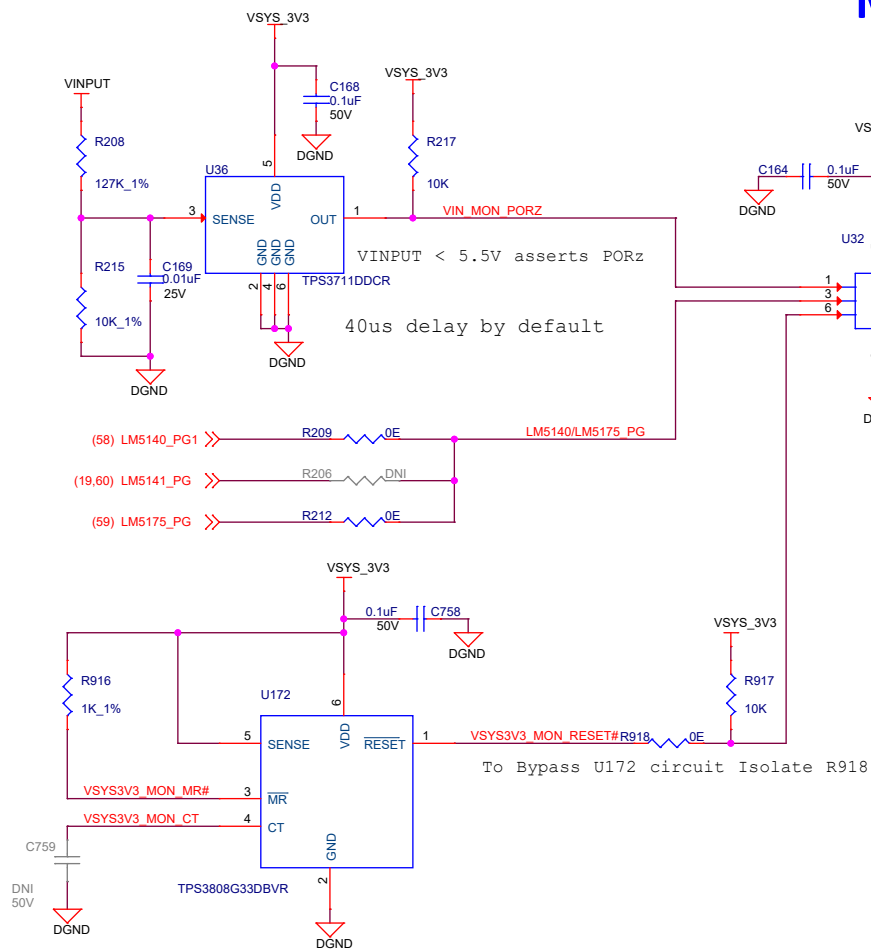 VSYS_3V3
VINPUT
C168
0.1uF
50V
DGND
VSYS_3V3
R208
127K_1%
R217
10K
U36
5
VDD
3
SENSE
OUT
1
VIN_MON_PORZ
GND
GND
GND
2
4
6
TPS3711DDCR
VINPUT < 5.5V asserts PORz
R215
10K_1%
C169
0.01uF
25V
40us delay by default
DGND
DGND
VS
C164
0.1uF
50V
DGND
U32
1
3
6
D
(58) LM5140_PG1
R209
0E
LM5140/LM5175_PG
(19,60) LM5141_PG
R206
DNI
(59) LM5175_PG
R212
0E
VSYS_3V3
0.1uF
C758
50V
DGND
VSYS_3V3
R916
1K_1%
U172
R917
10K
6
VDD
5
SENSE
RESET
1
VSYS3V3_MON_RESET#
R918
0E
To Bypass U172 circuit Isolate R918
VSYS3V3_MON_MR#
3
MR
VSYS3V3_MON_CT
4
CT
GND
2
C759
DNI
50V
DGND
TPS3808G33DBVR
DGND